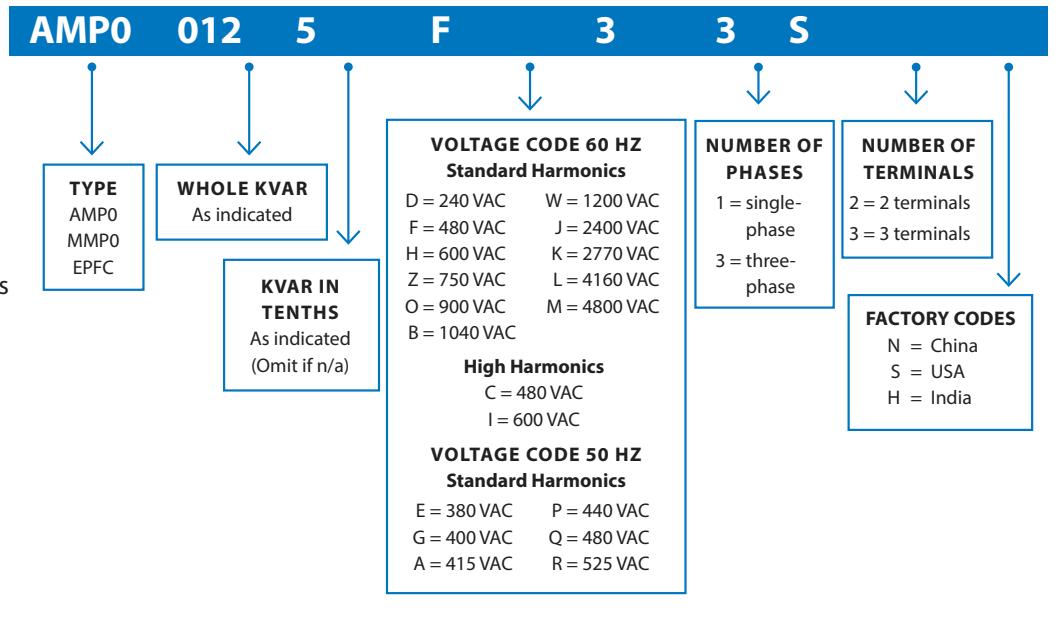 AMP0 012 5 F 3 3 S
TYPE
AMP0
MMP0
EPFC
WHOLE KVAR
As indicated
KVAR IN
TENTHS
As indicated
(Omit if n/a)
VOLTAGE CODE 60 HZ
Standard Harmonics
D = 240 VAC W = 1200 VAC
F = 480 VAC J = 2400 VAC
H = 600 VAC K = 2770 VAC
Z = 750 VAC L = 4160 VAC
O = 900 VAC M = 4800 VAC
B = 1040 VAC
High Harmonics
C = 480 VAC
I = 600 VAC
VOLTAGE CODE 50 HZ
Standard Harmonics
E = 380 VAC P = 440 VAC
G = 400 VAC Q = 480 VAC
A = 415 VAC R = 525 VAC
NUMBER OF
PHASES
1 = single-
phase
3 = three-
phase
NUMBER OF
TERMINALS
2 = 2 terminals
3 = 3 terminals
FACTORY CODES
N = China
S = USA
H = India
s